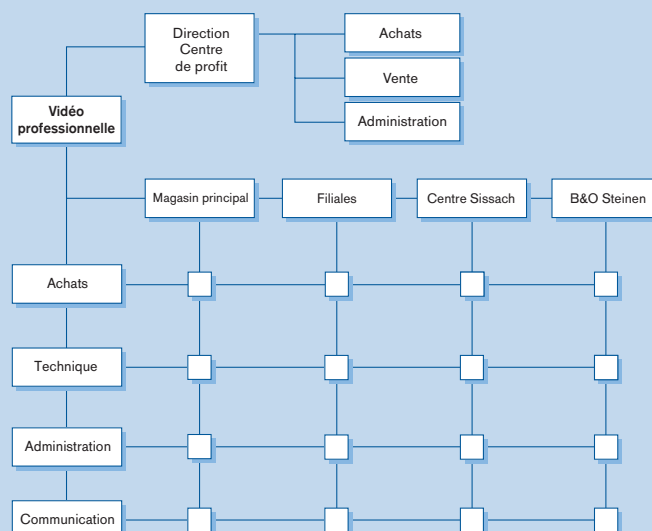 Direction
Centre
de profit
Achats
Vente
Administration
Vidéo
professionnelle
Magasin principal
Filiales
Centre Sissach
B&O Steinen
Achats
Technique
Administration
Communication